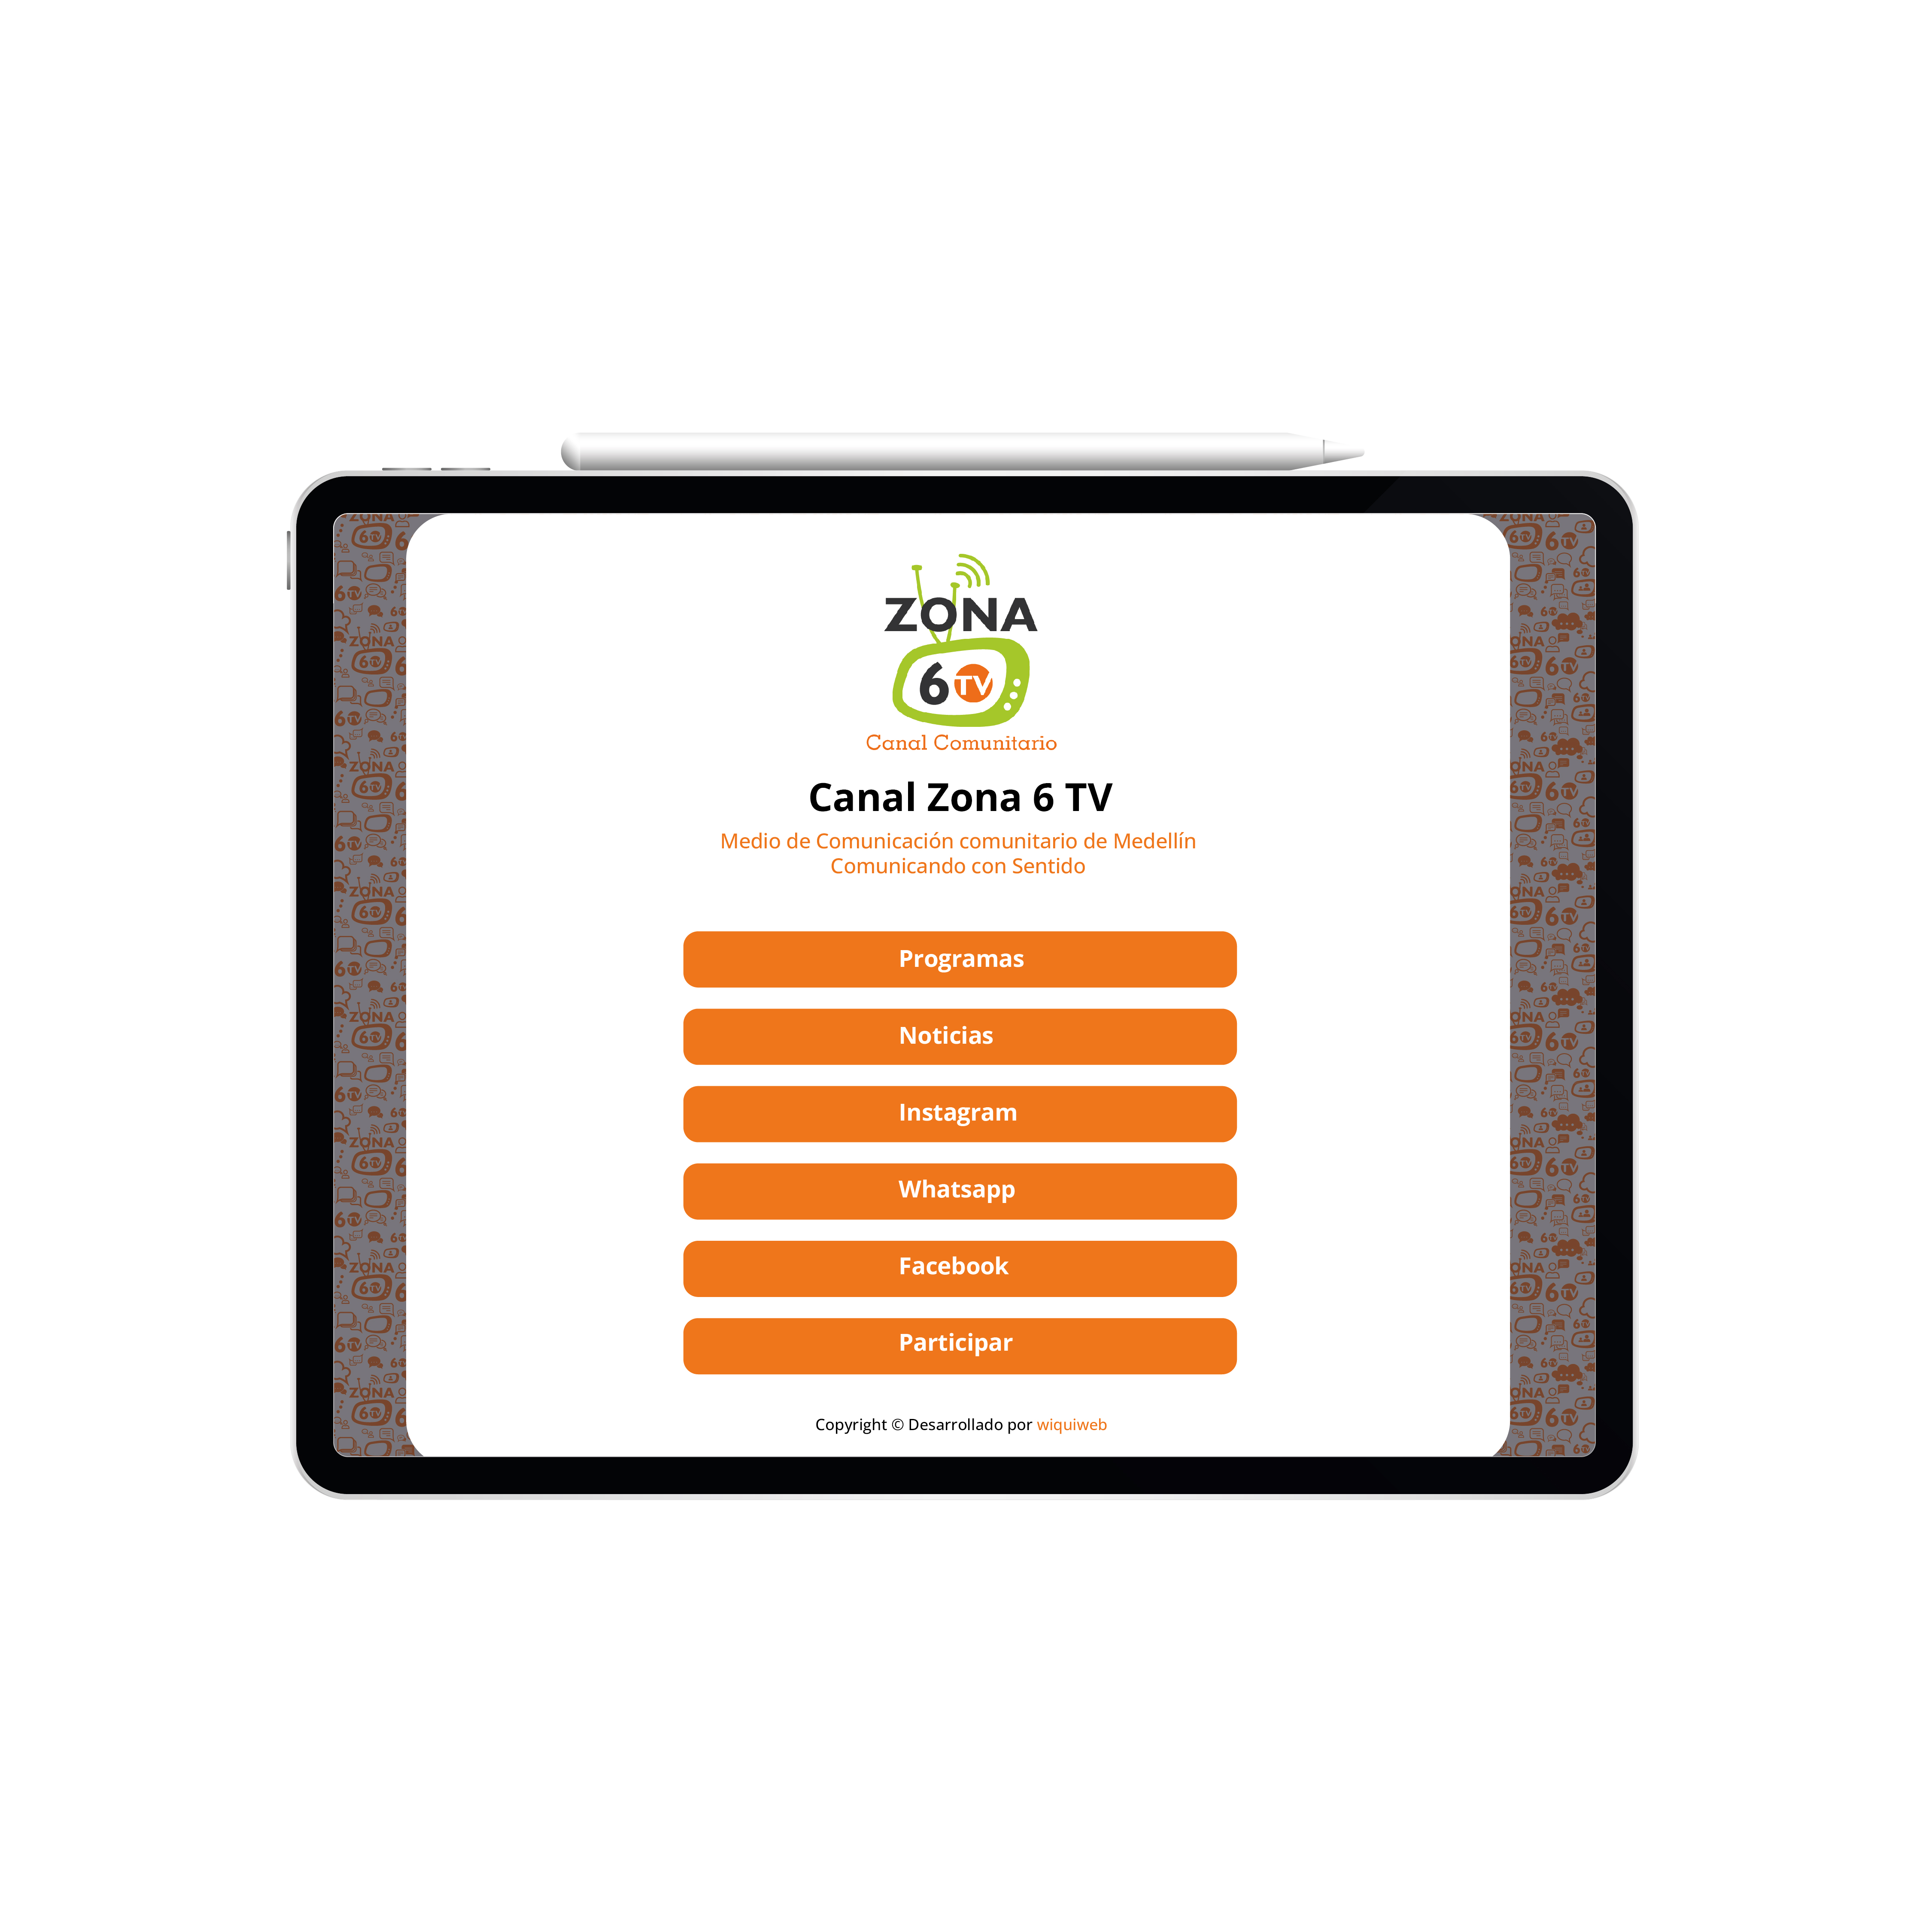 ZONA
6 TV
Canal Comunitario
Canal Zona 6 TV
Medio de Comunicación comunitario de Medellín
Comunicando con Sentido
Programas
Noticias
Instagram
Whatsapp
Facebook
Participar
Copyright © Desarrollado por wiquiweb